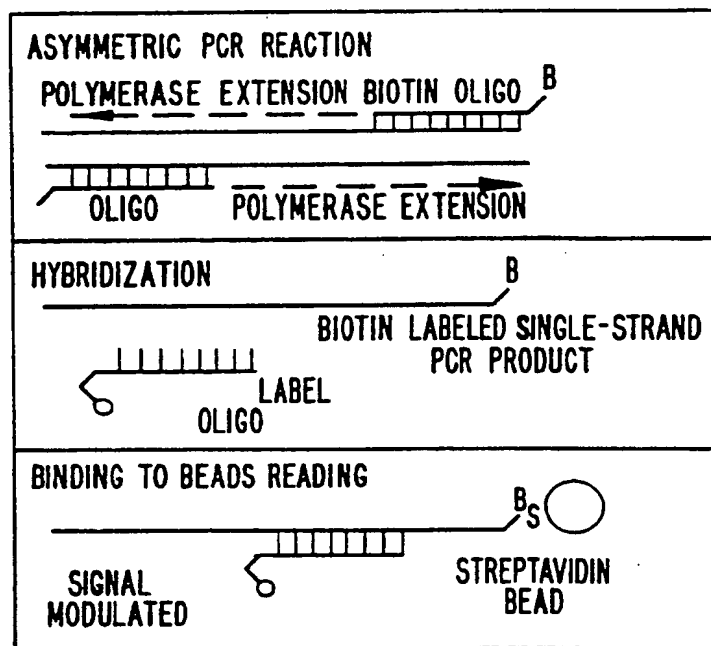 ASYMMETRIC PCR REACTION
POLYMERASE EXTENSION BIOTIN OLIGO B
OLIGO POLYMERASE EXTENSION
HYBRIDIZATION
B
BIOTIN LABELED SINGLE-STRAND
PCR PRODUCT
LABEL
OLIGO
BINDING TO BEADS READING
B S
SIGNAL
MODULATED
STREPTAVIDIN
BEAD